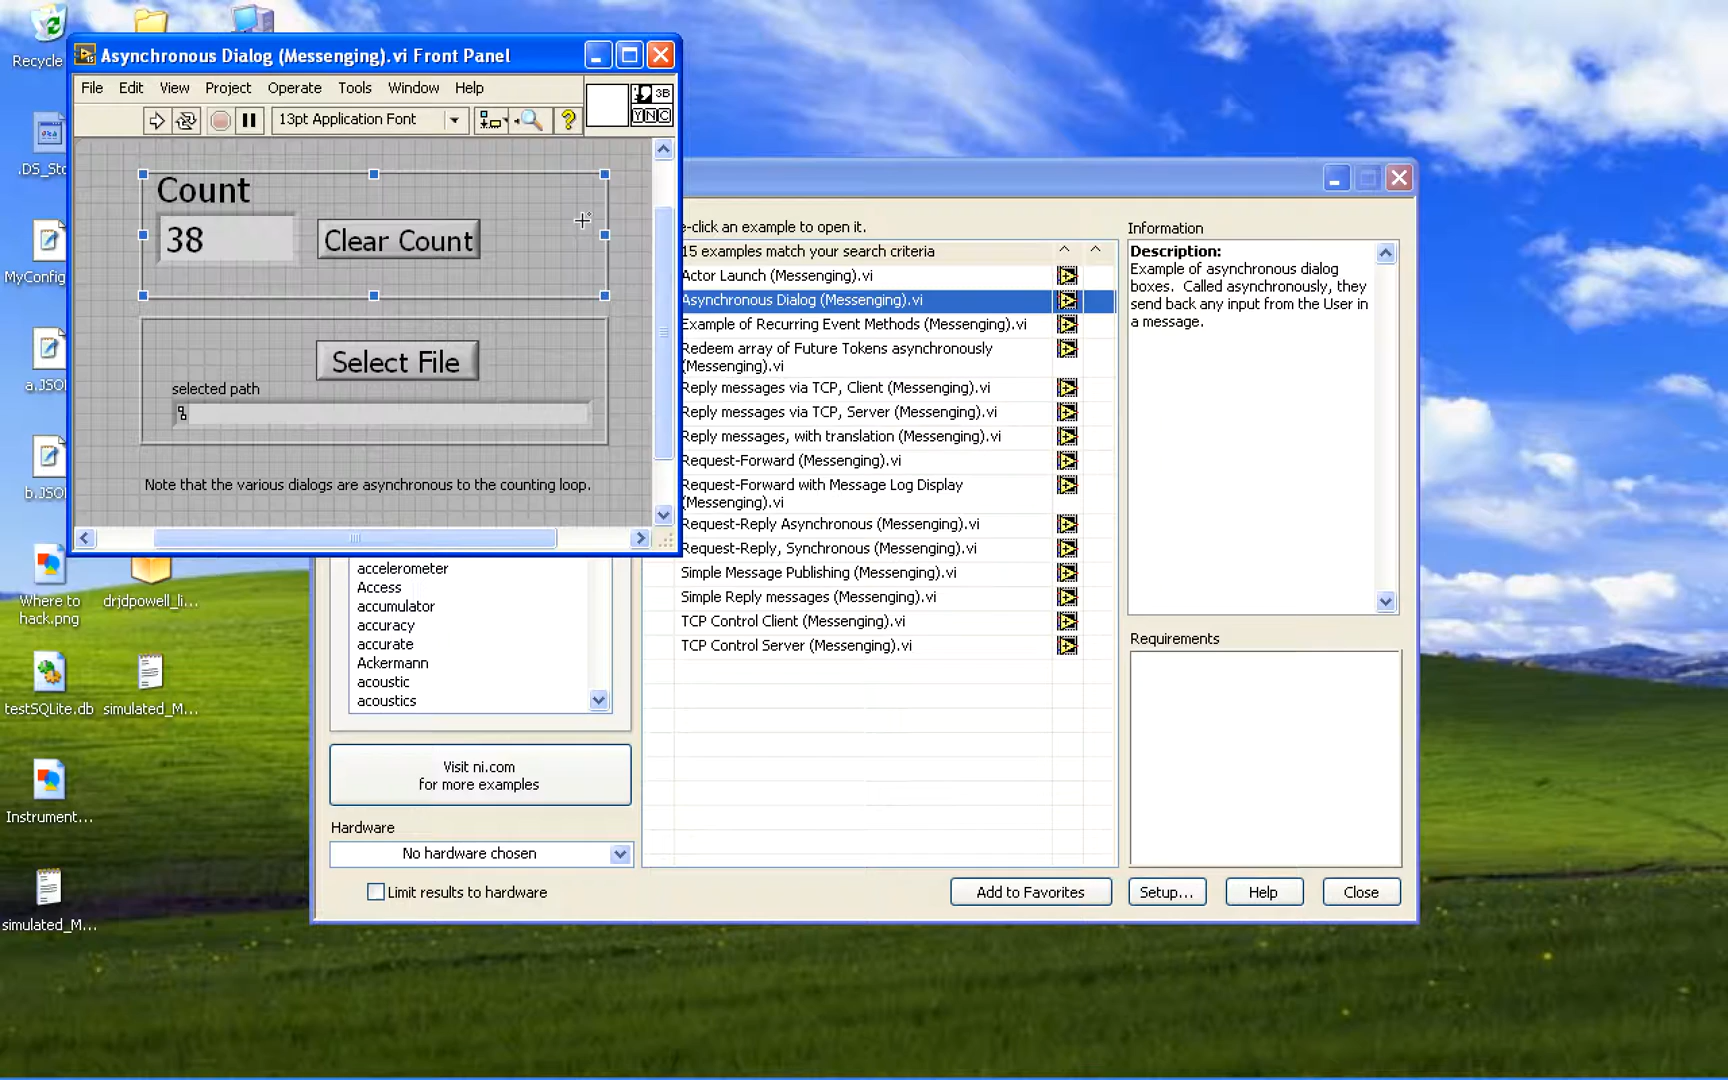 Recycle
.DS_Sto
MyConfig
a.JSO
b.JSO
Where to
hack.png
drjdpowell_li...
testSQLite.db
simulated_M...
Instrument...
simulated_M...
Asynchronous Dialog (Messenging).vi Front Panel
File Edit View Project Operate Tools Window Help
13pt Application Font
3B
YNC
Count
38
Clear Count
Select File
selected path
Note that the various dialogs are asynchronous to the counting loop.
e-click an example to open it.
15 examples match your search criteria
Actor Launch (Messenging).vi
Asynchronous Dialog (Messenging).vi
Example of Recurring Event Methods (Messenging).vi
Redeem array of Future Tokens asynchronously
(Messenging).vi
Reply messages via TCP, Client (Messenging).vi
Reply messages via TCP, Server (Messenging).vi
Reply messages, with translation (Messenging).vi
Request-Forward (Messenging).vi
Request-Forward with Message Log Display
(Messenging).vi
Request-Reply Asynchronous (Messenging).vi
Request-Reply, Synchronous (Messenging).vi
Simple Message Publishing (Messenging).vi
Simple Reply messages (Messenging).vi
TCP Control Client (Messenging).vi
TCP Control Server (Messenging).vi
accelerometer
Access
accumulator
accuracy
accurate
Ackermann
acoustic
acoustics
Visit ni.com
for more examples
Hardware
No hardware chosen
Limit results to hardware
Information
Description:
Example of asynchronous dialog
boxes. Called asynchronously, they
send back any input from the User in
a message.
Requirements
Add to Favorites
Setup...
Help
Close